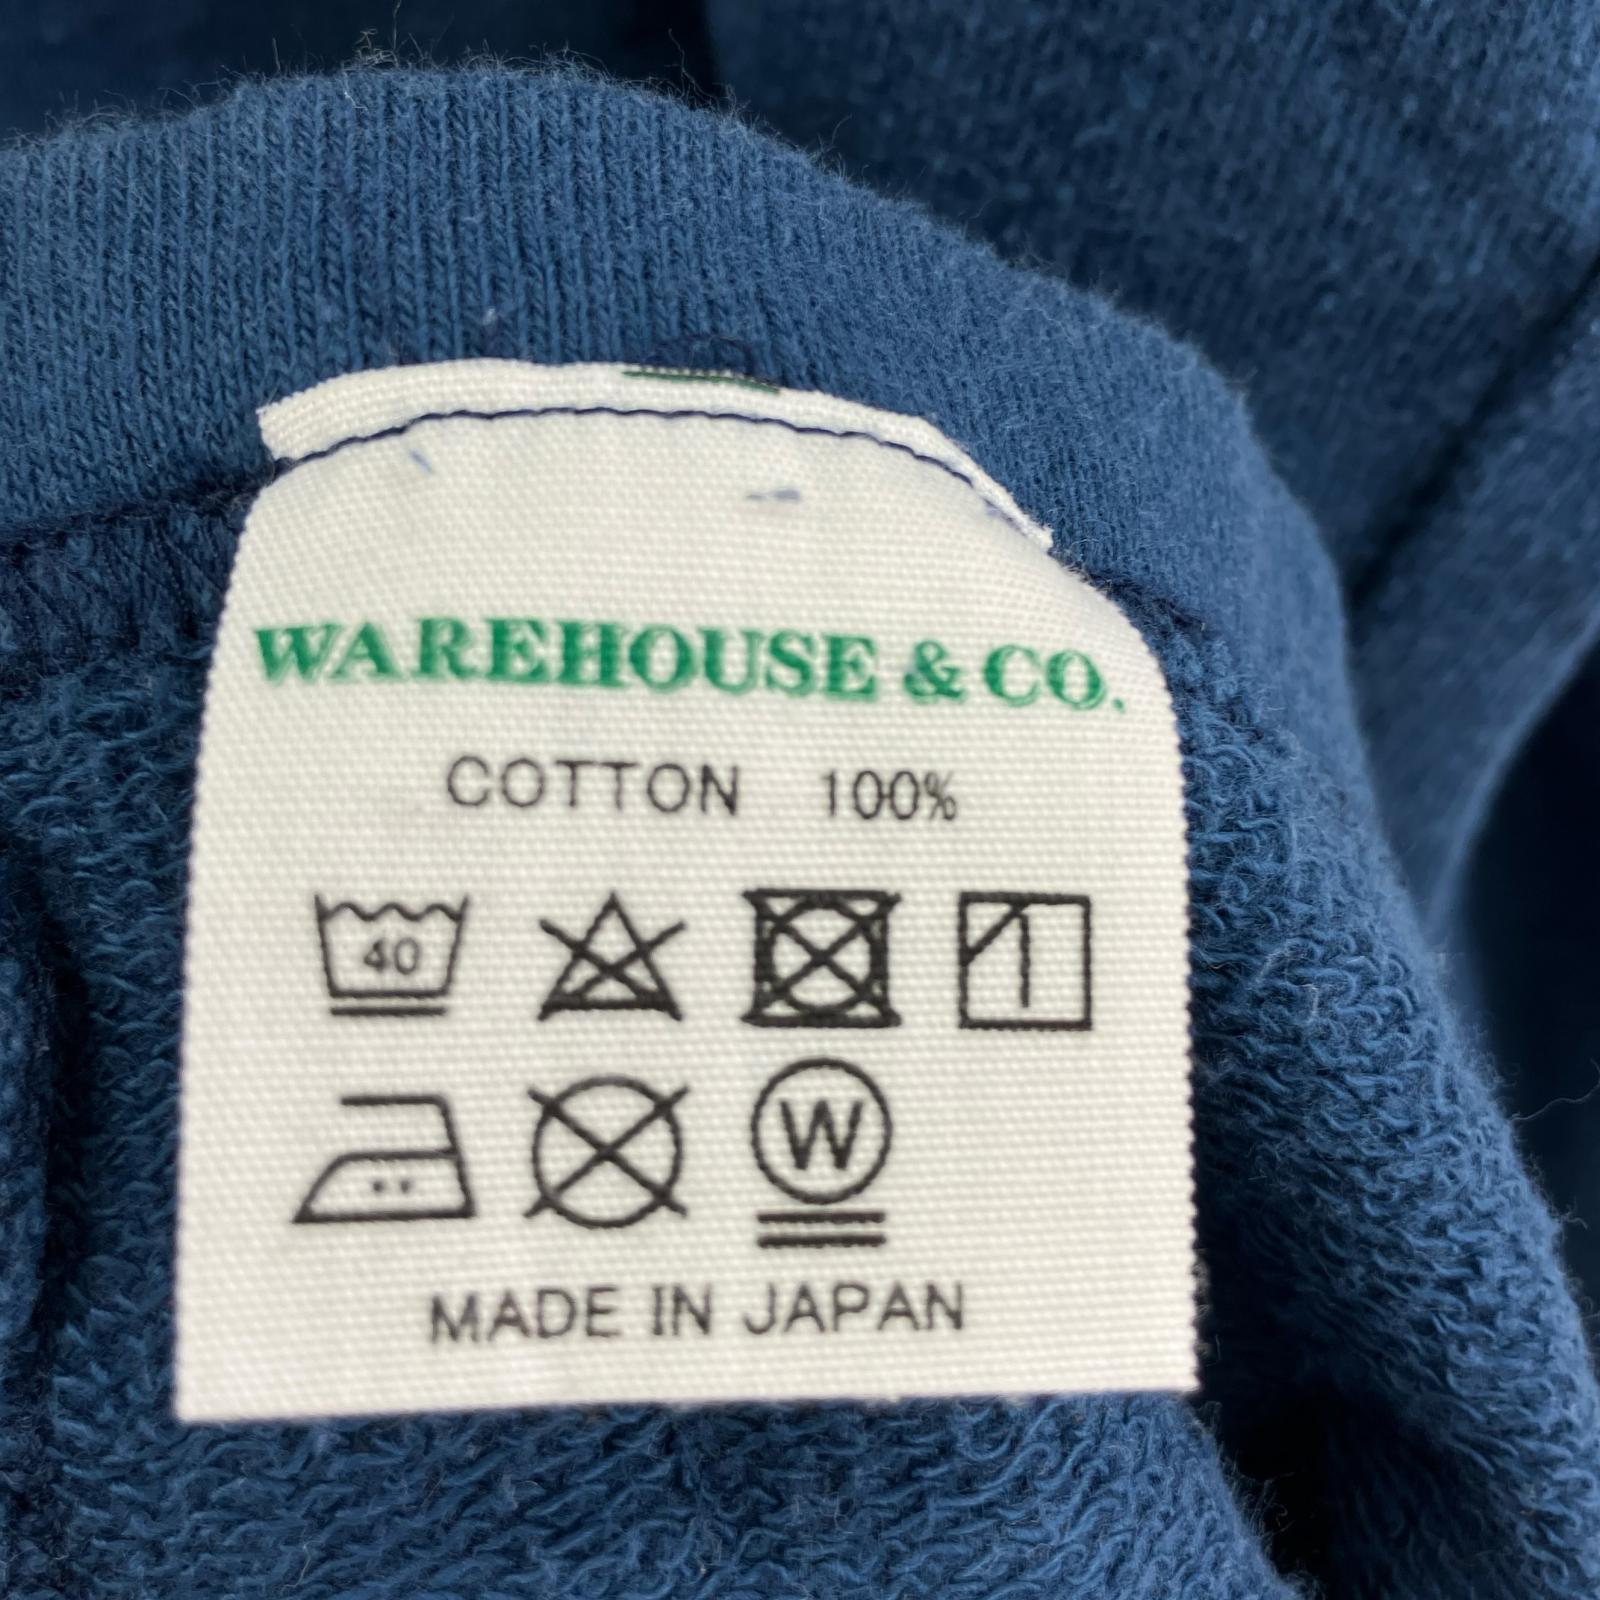 WAREHOUSE & CO.
COTTON 100%
40
W
MADE IN JAPAN